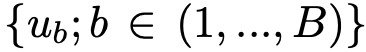 {u_b; b ∈ (1, ..., B)}